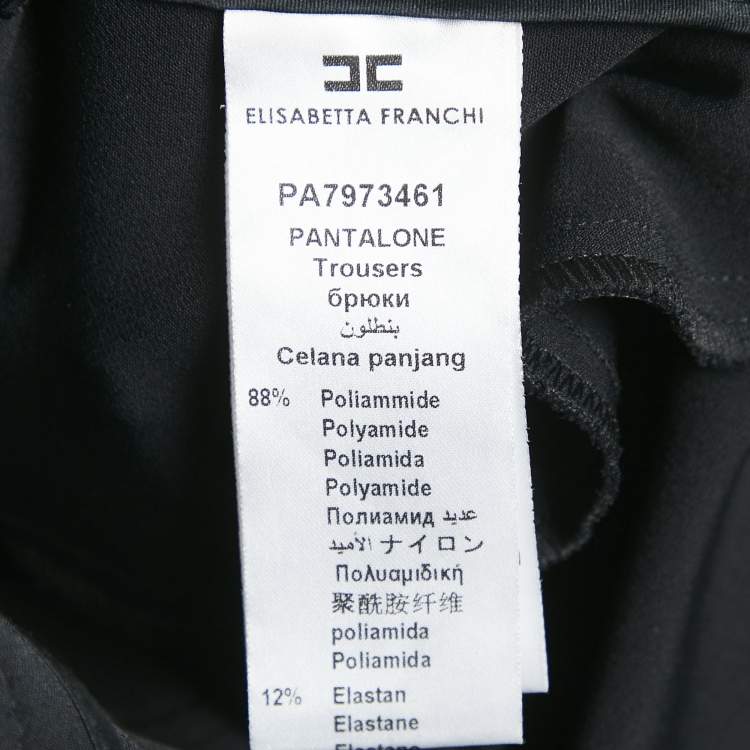 ELISABETTA FRANCHI
PA7973461
PANTALONE
Trousers
брюки
بنطلون
Celana panjang
88% Poliammide
Polyamide
Poliamida
Polyamide
Полиамид عديد
الأميد ナイロン
Πολυαμιδική
聚酰胺纤维
poliamida
Poliamida
12% Elastan
Elastane
Elastano